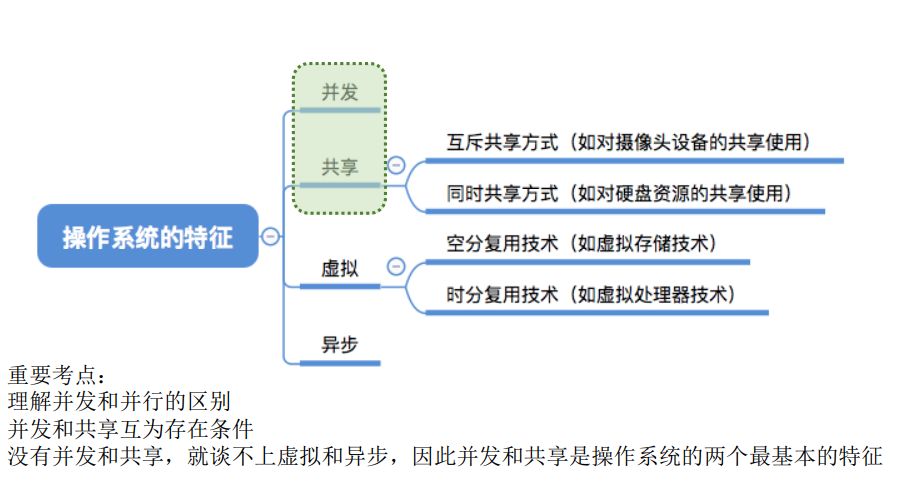 并发
互斥共享方式（如对摄像头设备的共享使用）
共享
同时共享方式（如对硬盘资源的共享使用）
操作系统的特征
空分复用技术（如虚拟存储技术）
虚拟
时分复用技术（如虚拟处理器技术）
异步
重要考点：
理解并发和并行的区别
并发和共享互为存在条件
没有并发和共享，就谈不上虚拟和异步，因此并发和共享是操作系统的两个最基本的特征